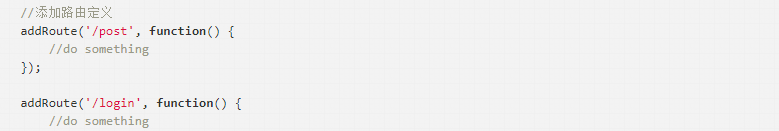 //添加路由定义
addRoute('/post', function() {
    //do something
});

addRoute('/login', function() {
    //do something